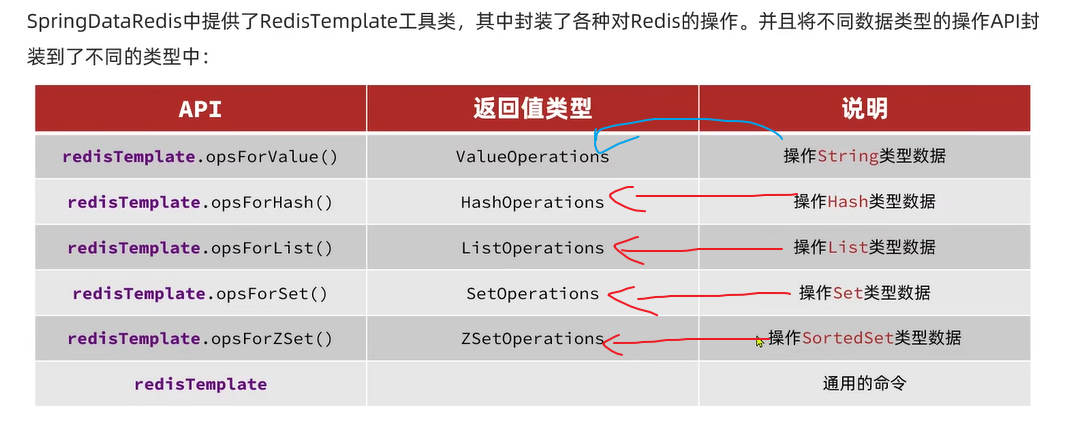 SpringDataRedis中提供了RedisTemplate工具类，其中封装了各种对Redis的操作。并且将不同数据类型的操作API封
装到了不同的类型中：
API 返回值类型 说明
redisTemplate.opsForValue() ValueOperations 操作String类型数据
redisTemplate.opsForHash() HashOperations 操作Hash类型数据
redisTemplate.opsForList() ListOperations 操作List类型数据
redisTemplate.opsForSet() SetOperations 操作Set类型数据
redisTemplate.opsForZSet() ZSetOperations 操作SortedSet类型数据
redisTemplate 通用的命令